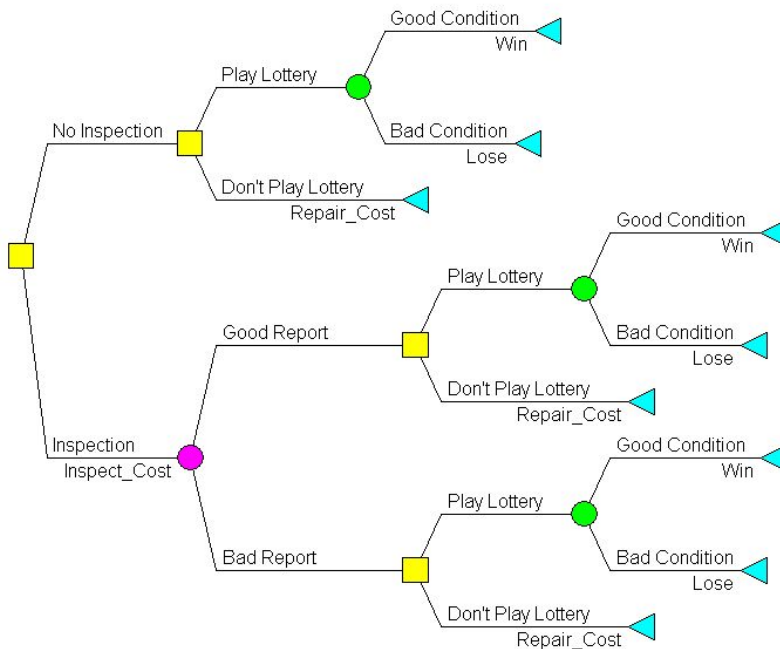 Good Condition
Win
Play Lottery
No Inspection
Bad Condition
Lose
Don't Play Lottery
Repair_Cost
Good Condition
Win
Play Lottery
Good Report
Bad Condition
Lose
Don't Play Lottery
Repair_Cost
Inspection
Inspect_Cost
Good Condition
Win
Play Lottery
Bad Report
Bad Condition
Lose
Don't Play Lottery
Repair_Cost